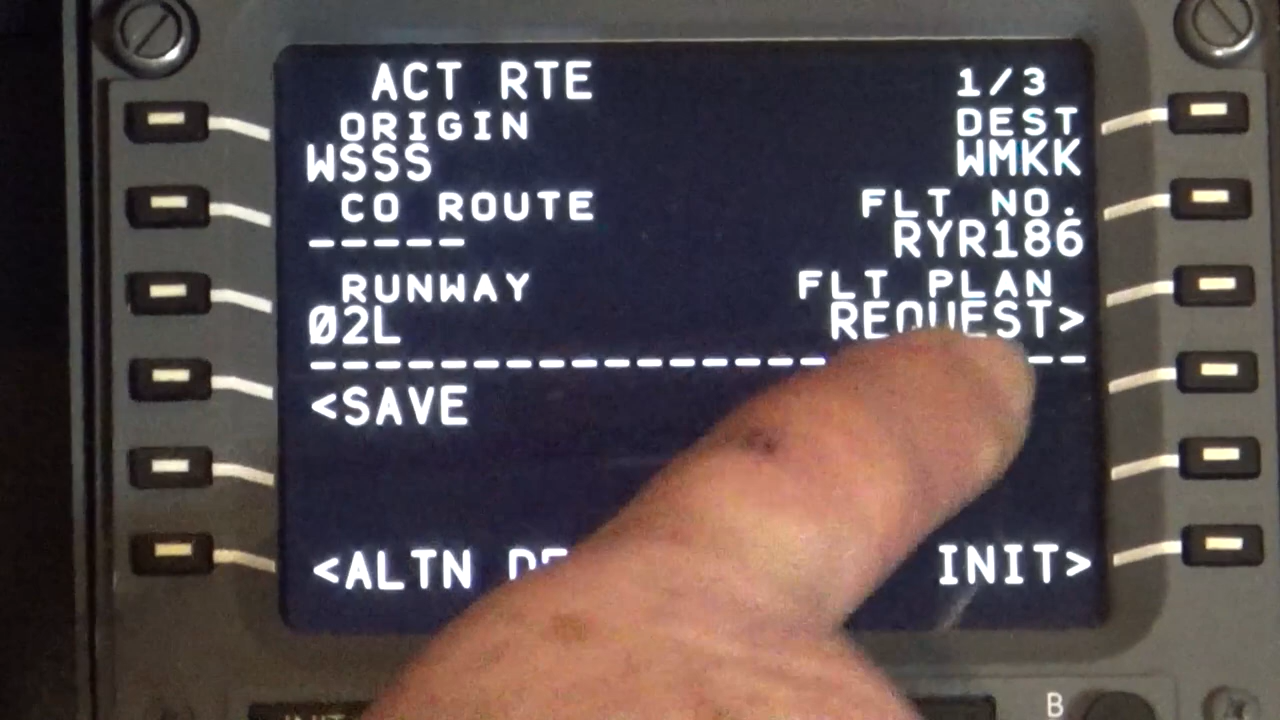 ACT RTE 1/3
ORIGIN DEST
WSSS WMKK
CO ROUTE FLT NO.
----- RYR186
RUNWAY FLT PLAN
02L REQUEST>
<SAVE
<ALTN INIT>
B